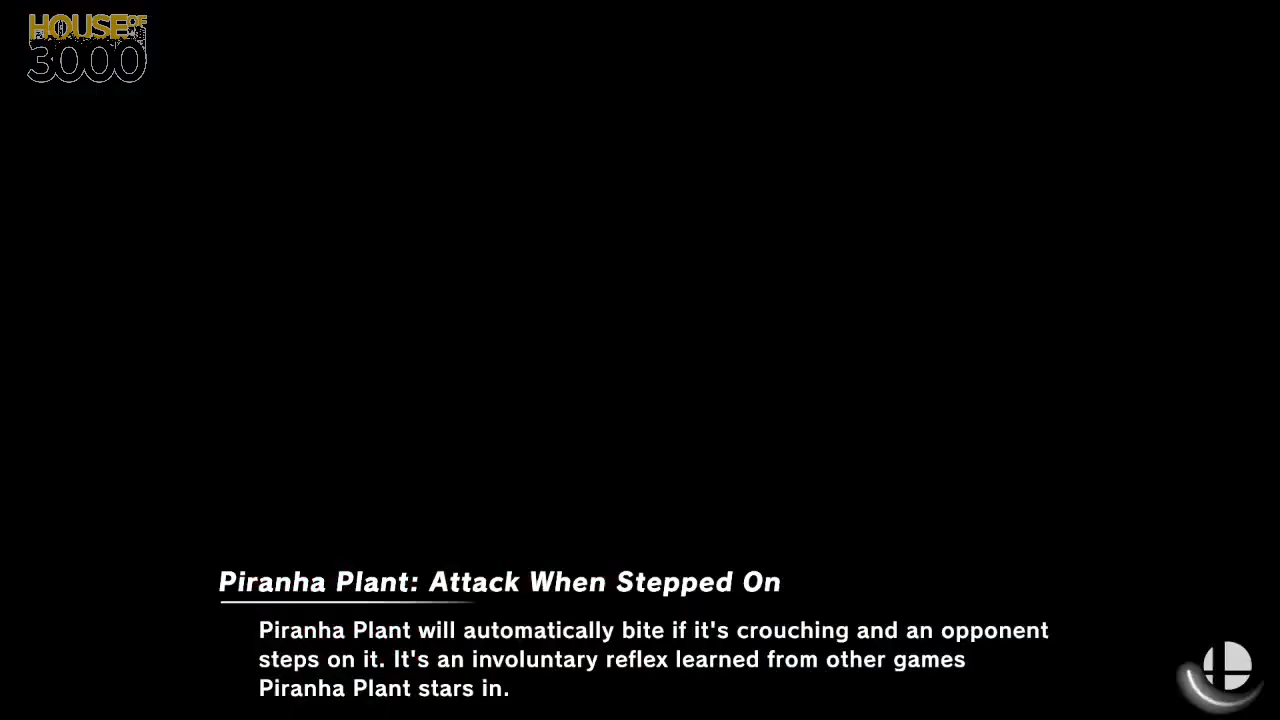 HOUSE OF
3000
Piranha Plant: Attack When Stepped On
Piranha Plant will automatically bite if it's crouching and an opponent
steps on it. It's an involuntary reflex learned from other games
Piranha Plant stars in.